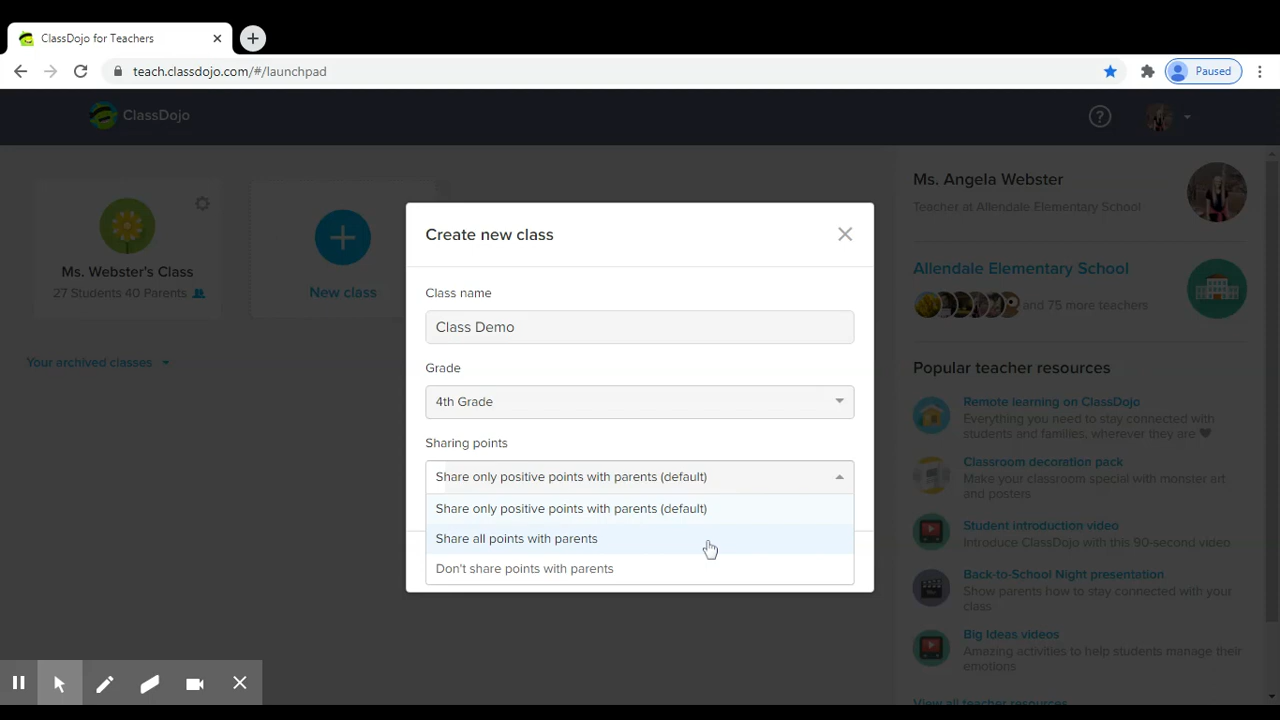 ClassDojo for Teachers
teach.classdojo.com/#/launchpad
Paused
ClassDojo
Ms. Webster's Class
27 Students 40 Parents
New class
Your archived classes
Create new class
Class name
Class Demo
Grade
4th Grade
Sharing points
Share only positive points with parents (default)
Share only positive points with parents (default)
Share all points with parents
Don't share points with parents
Ms. Angela Webster
Teacher at Allendale Elementary School
Allendale Elementary School
and 75 more teachers
Popular teacher resources
Remote learning on ClassDojo
Everything you need to stay connected with
students and families, wherever they are ♥
Classroom decoration pack
Make your classroom special with monster art
and posters
Student introduction video
Introduce ClassDojo with this 90-second video
Back-to-School Night presentation
Show parents how to stay connected with your
class
Big Ideas videos
Amazing activities to help students manage their
emotions
View all teacher resources